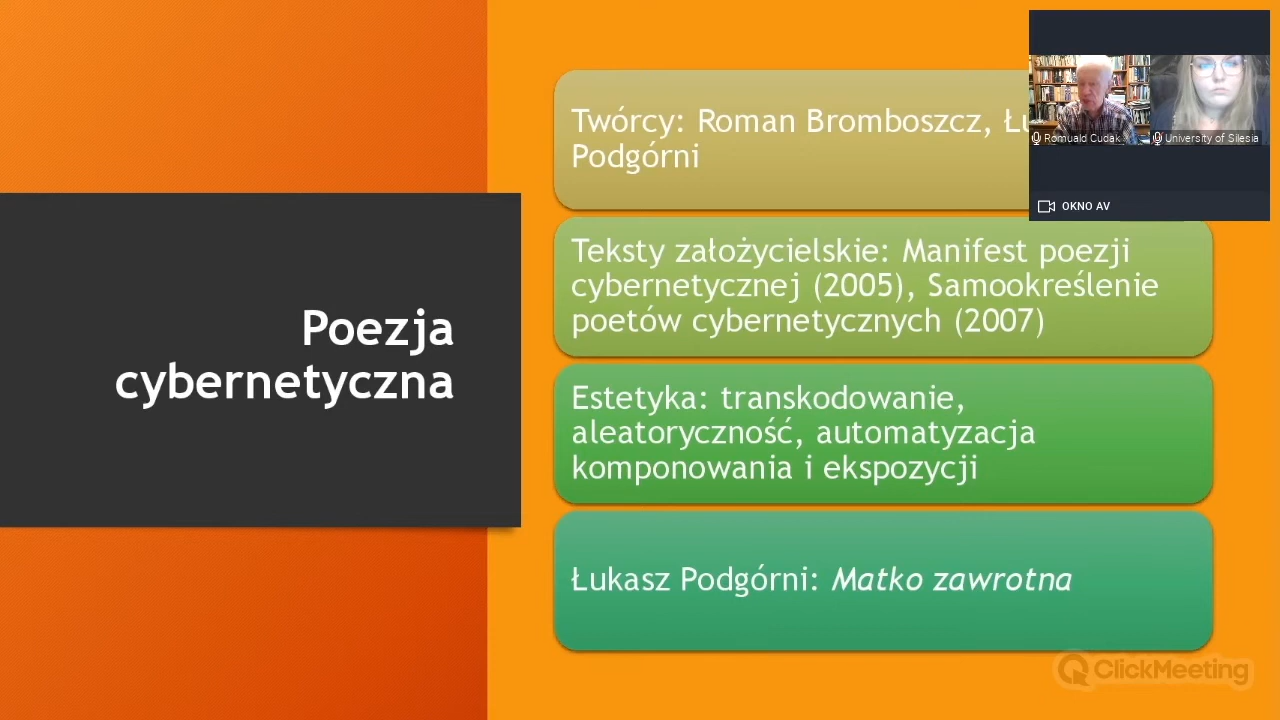 Poezja
cybernetyczna
Twórcy: Roman Bromboszcz,
Podgórni
Teksty założycielskie: Manifest poezji
cybernetycznej (2005), Samookreślenie
poetów cybernetycznych (2007)
Estetyka: transkodowanie,
aleatoryczność, automatyzacja
komponowania i ekspozycji
Łukasz Podgórni: Matko zawrotna
Romuald Cudak
University of Silesia
OKNO AV
ClickMeeting